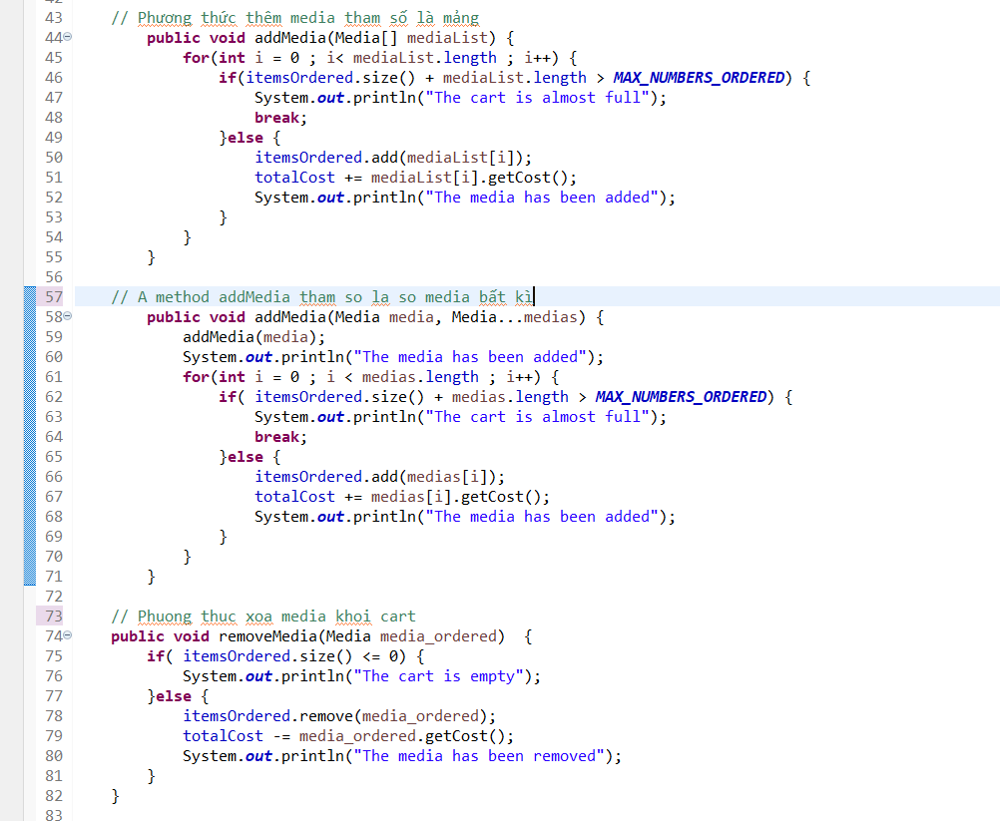 42
43 // Phương thức thêm media tham số là mảng
44 public void addMedia(Media[] mediaList) {
45 for(int i = 0 ; i< mediaList.length ; i++) {
46 if(itemsOrdered.size() + mediaList.length > MAX_NUMBERS_ORDERED) {
47 System.out.println("The cart is almost full");
48 break;
49 }else {
50 itemsOrdered.add(mediaList[i]);
51 totalCost += mediaList[i].getCost();
52 System.out.println("The media has been added");
53 }
54 }
55 }
56
57 // A method addMedia tham so la so media bất kì
58 public void addMedia(Media media, Media...medias) {
59 addMedia(media);
60 System.out.println("The media has been added");
61 for(int i = 0 ; i < medias.length ; i++) {
62 if( itemsOrdered.size() + medias.length > MAX_NUMBERS_ORDERED) {
63 System.out.println("The cart is almost full");
64 break;
65 }else {
66 itemsOrdered.add(medias[i]);
67 totalCost += medias[i].getCost();
68 System.out.println("The media has been added");
69 }
70 }
71 }
72
73 // Phuong thuc xoa media khoi cart
74 public void removeMedia(Media media_ordered) {
75 if( itemsOrdered.size() <= 0) {
76 System.out.println("The cart is empty");
77 }else {
78 itemsOrdered.remove(media_ordered);
79 totalCost -= media_ordered.getCost();
80 System.out.println("The media has been removed");
81 }
82 }
83